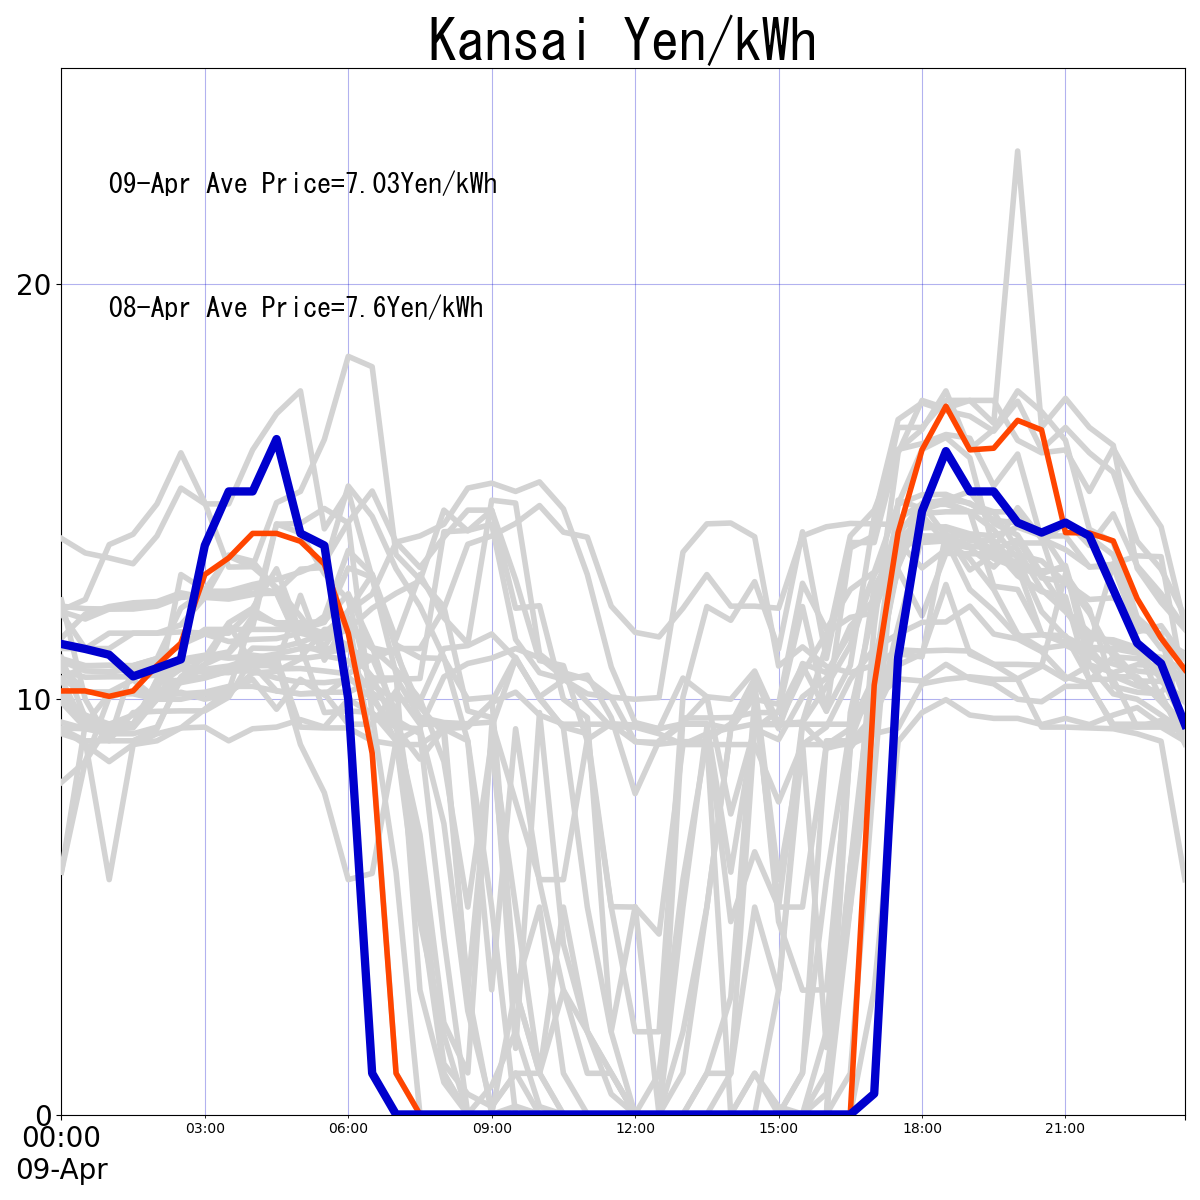 Kansai Yen/kWh
09-Apr Ave Price=7.03Yen/kWh
20
08-Apr Ave Price=7.6Yen/kWh
10
0
00:00 03:00 06:00 09:00 12:00 15:00 18:00 21:00
09-Apr